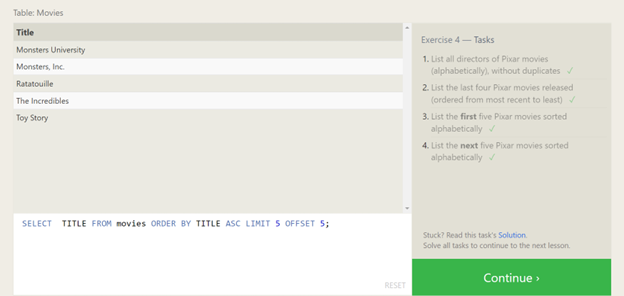 Table: Movies
Title
Monsters University
Monsters, Inc.
Ratatouille
The Incredibles
Toy Story
SELECT  TITLE FROM movies ORDER BY TITLE ASC LIMIT 5 OFFSET 5;
RESET
Exercise 4 — Tasks
1. List all directors of Pixar movies
(alphabetically), without duplicates ✓
2. List the last four Pixar movies released
(ordered from most recent to least) ✓
3. List the first five Pixar movies sorted
alphabetically ✓
4. List the next five Pixar movies sorted
alphabetically ✓
Stuck? Read this task's Solution.
Solve all tasks to continue to the next lesson.
Continue ›